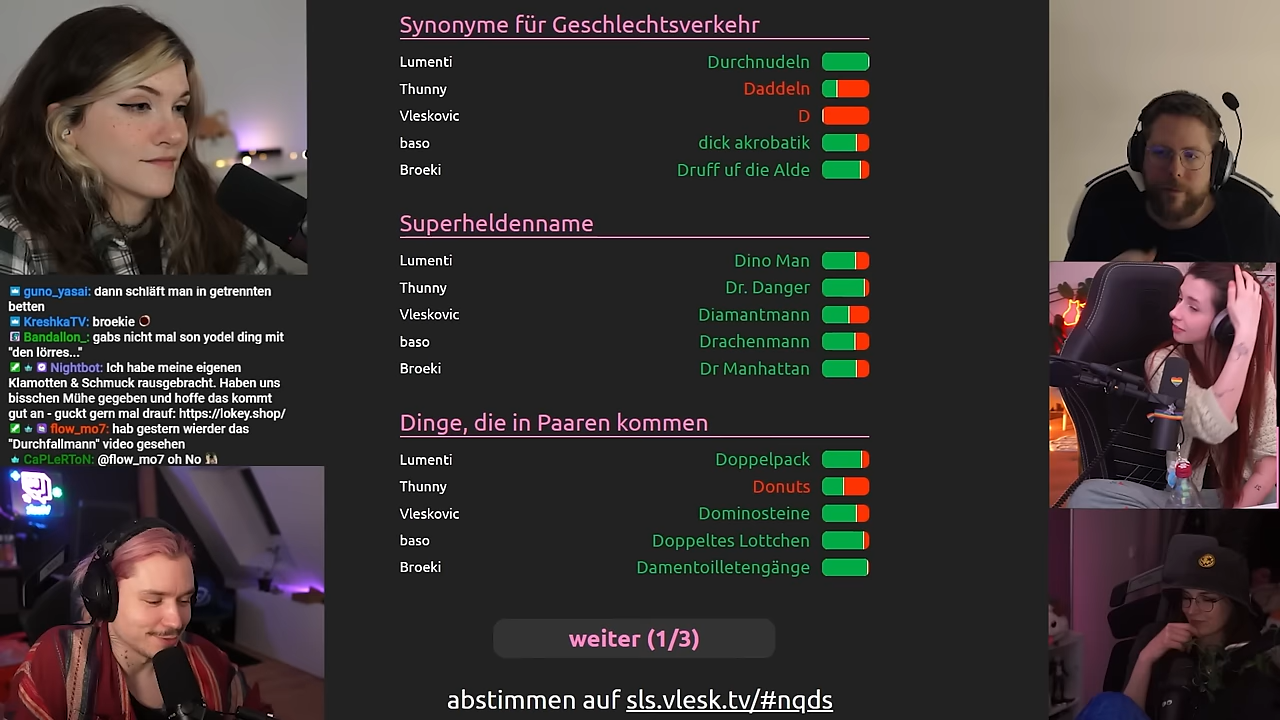 Synonyme für Geschlechtsverkehr
Lumenti Durchnudeln
Thunny Daddeln
Vleskovic D
baso dick akrobatik
Broeki Druff uf die Alde
Superheldenname
Lumenti Dino Man
Thunny Dr. Danger
Vleskovic Diamantmann
baso Drachenmann
Broeki Dr Manhattan
Dinge, die in Paaren kommen
Lumenti Doppelpack
Thunny Donuts
Vleskovic Dominosteine
baso Doppeltes Lottchen
Broeki Damentoilletengänge
weiter (1/3)
abstimmen auf sls.vlesk.tv/#nqds
guno_yasai: dann schläft man in getrennten
betten
KreshkaTV: broekie
Bandallon_: gabs nicht mal son yodel ding mit
"den lörres..."
Nightbot: Ich habe meine eigenen
Klamotten & Schmuck rausgebracht. Haben uns
bisschen Mühe gegeben und hoffe das kommt
gut an - guckt gern mal drauf: https://lokey.shop/
flow_mo7: hab gestern wierder das
"Durchfallmann" video gesehen
CaPLeRToN: @flow_mo7 oh No